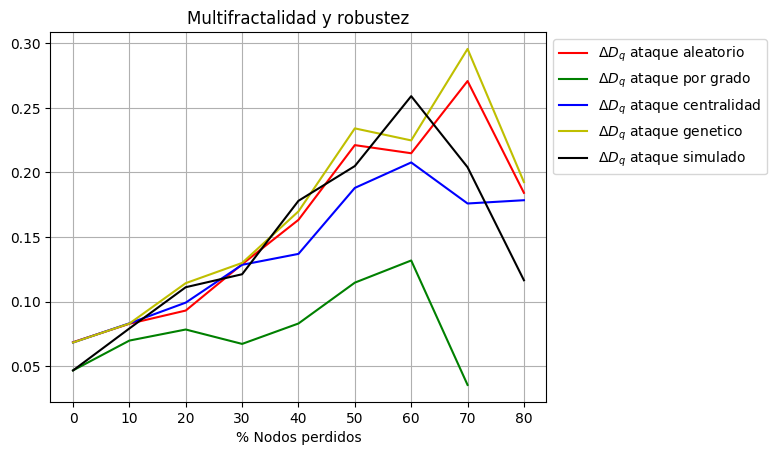 Multifractalidad y robustez
0.30
0.25
0.20
0.15
0.10
0.05
0 10 20 30 40 50 60 70 80
% Nodos perdidos
ΔD_q ataque aleatorio
ΔD_q ataque por grado
ΔD_q ataque centralidad
ΔD_q ataque genetico
ΔD_q ataque simulado